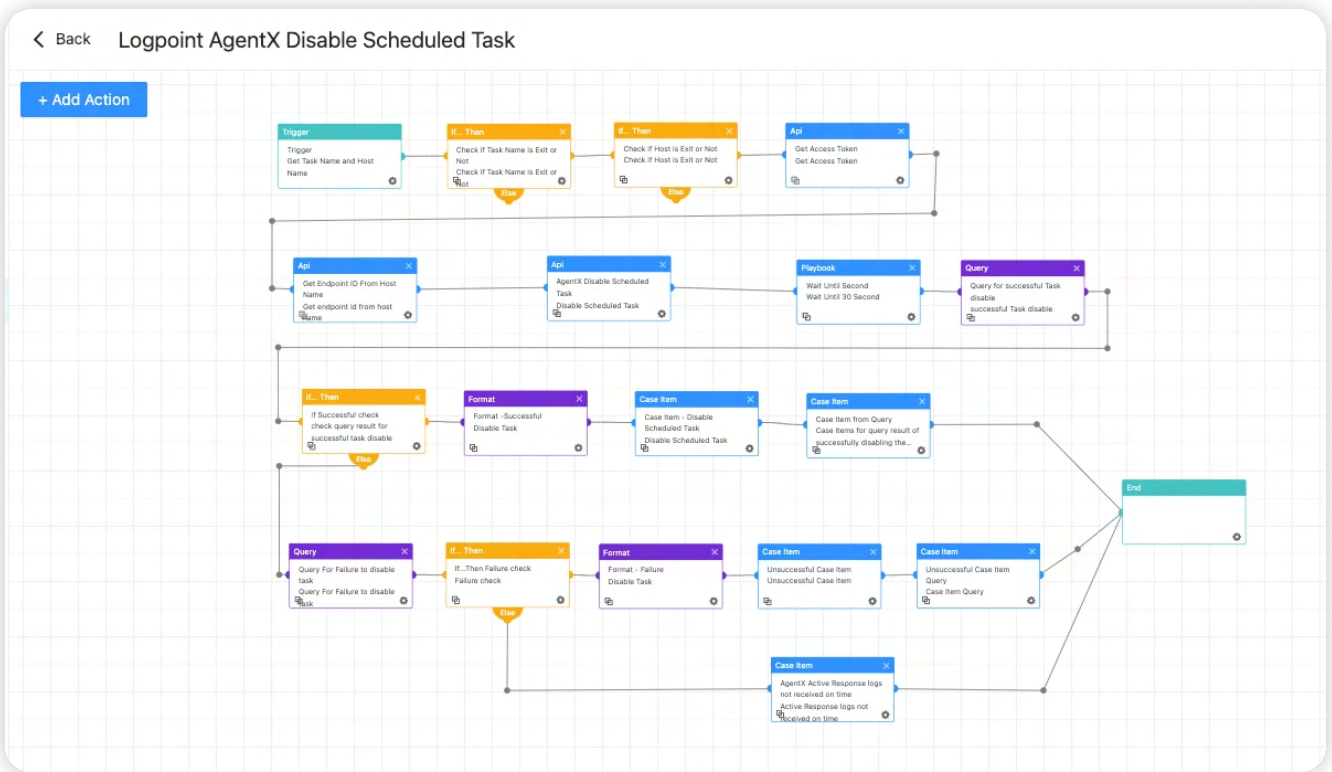 Back
Logpoint AgentX Disable Scheduled Task
+ Add Action
Trigger
Trigger
Get Task Name and Host
Name
If... Then
Check if Task Name is Exit or
Not
Check if Task Name is Exit or
Not
Else
If... Then
Check if Host is Exit or Not
Check if Host is Exit or Not
Else
Api
Get Access Token
Get Access Token
Api
Get Endpoint ID From Host
Name
Get endpoint id from host
name
Api
AgentX Disable Scheduled
Task
Disable Scheduled Task
Playbook
Wait Until Second
Wait Until 30 Second
Query
Query for successful Task
disable
successful Task disable
If... Then
If Successful check
check query result for
successful task disable
Else
Format
Format -Successful
Disable Task
Case Item
Case Item - Disable
Scheduled Task
Disable Scheduled Task
Case Item
Case Item from Query
Case items for query result of
successfully disabling the...
End
Query
Query For Failure to disable
task
Query For Failure to disable
task
If... Then
If...Then Failure check
Failure check
Else
Format
Format - Failure
Disable Task
Case Item
Unsuccessful Case Item
Unsuccessful Case Item
Case Item
Unsuccessful Case Item
Query
Case Item Query
Case Item
AgentX Active Response logs
not received on time
Active Response logs not
received on time